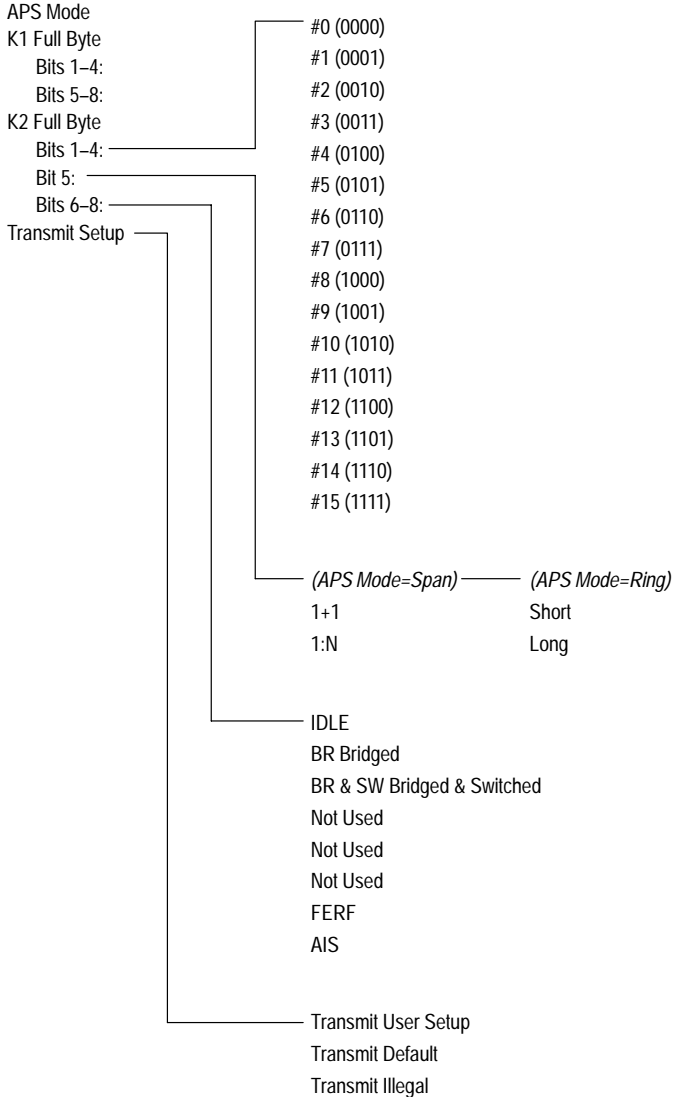 APS Mode
K1 Full Byte
Bits 1–4:
Bits 5–8:
K2 Full Byte
Bits 1–4:
Bit 5:
Bits 6–8:
Transmit Setup
#0 (0000)
#1 (0001)
#2 (0010)
#3 (0011)
#4 (0100)
#5 (0101)
#6 (0110)
#7 (0111)
#8 (1000)
#9 (1001)
#10 (1010)
#11 (1011)
#12 (1100)
#13 (1101)
#14 (1110)
#15 (1111)
(APS Mode=Span) (APS Mode=Ring)
1+1 Short
1:N Long
IDLE
BR Bridged
BR & SW Bridged & Switched
Not Used
Not Used
Not Used
FERF
AIS
Transmit User Setup
Transmit Default
Transmit Illegal